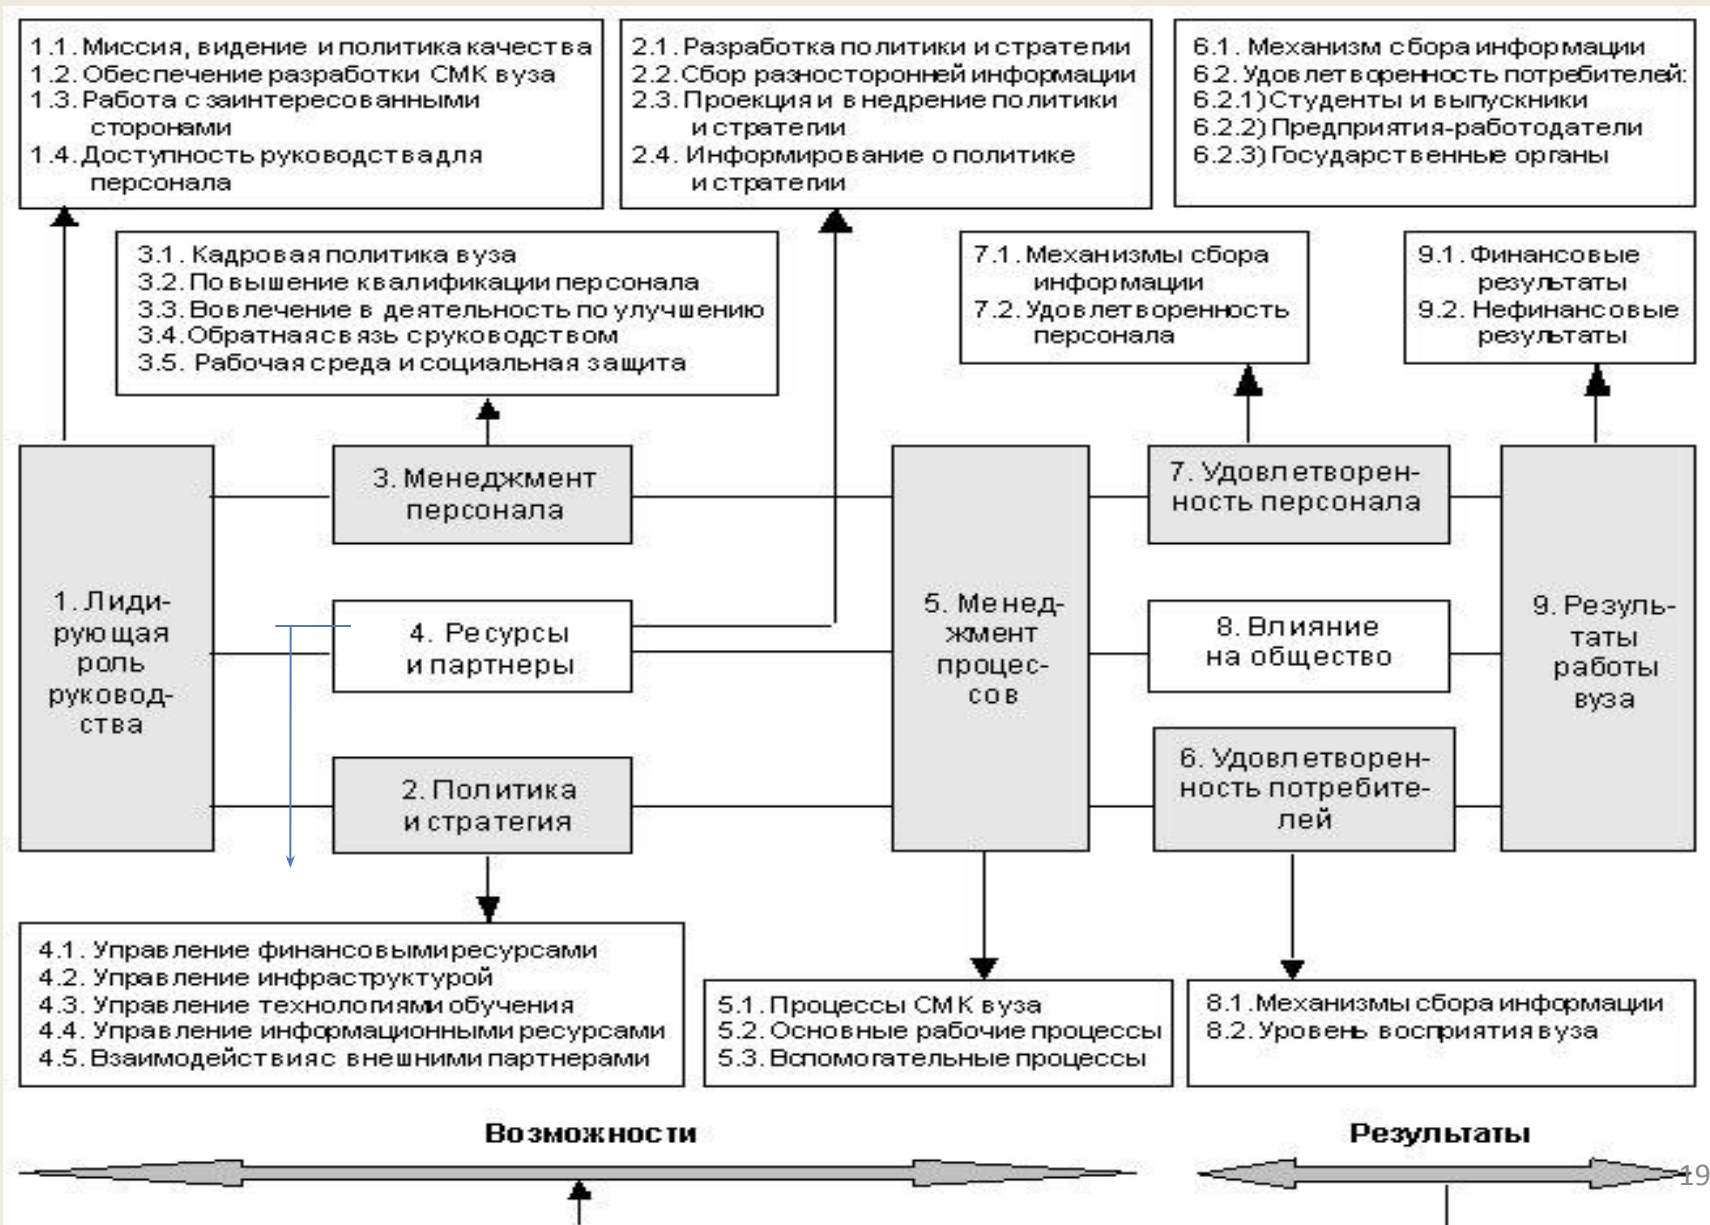 1.1. Миссия, видение и политика качества
1.2. Обеспечение разработки СМК вуза
1.3. Работа с заинтересованными
сторонами
1.4. Доступность руководства для
персонала
2.1. Разработка политики и стратегии
2.2. Сбор разносторонней информации
2.3. Проекция и внедрение политики
и стратегии
2.4. Информирование о политике
и стратегии
6.1. Механизм сбора информации
6.2. Удовлетворенность потребителей:
6.2.1) Студенты и выпускники
6.2.2) Предприятия-работодатели
6.2.3) Государственные органы
3.1. Кадровая политика вуза
3.2. Повышение квалификации персонала
3.3. Вовлечение в деятельность по улучшению
3.4. Обратная связь с руководством
3.5. Рабочая среда и социальная защита
7.1. Механизмы сбора
информации
7.2. Удовлетворенность
персонала
9.1. Финансовые
результаты
9.2. Нефинансовые
результаты
1. Лиди-
рующая
роль
руковод-
ства
3. Менеджмент
персонала
4. Ресурсы
и партнеры
2. Политика
и стратегия
5. Менед-
жмент
процес-
сов
7. Удовлетворен-
ность персонала
8. Влияние
на общество
6. Удовлетворен-
ность потребите-
лей
9. Резуль-
таты
работы
вуза
4.1. Управление финансовыми ресурсами
4.2. Управление инфраструктурой
4.3. Управление технологиями обучения
4.4. Управление информационными ресурсами
4.5. Взаимодействия с внешними партнерами
5.1. Процессы СМК вуза
5.2. Основные рабочие процессы
5.3. Вспомогательные процессы
8.1. Механизмы сбора информации
8.2. Уровень восприятия вуза
Возможности
Результаты
19